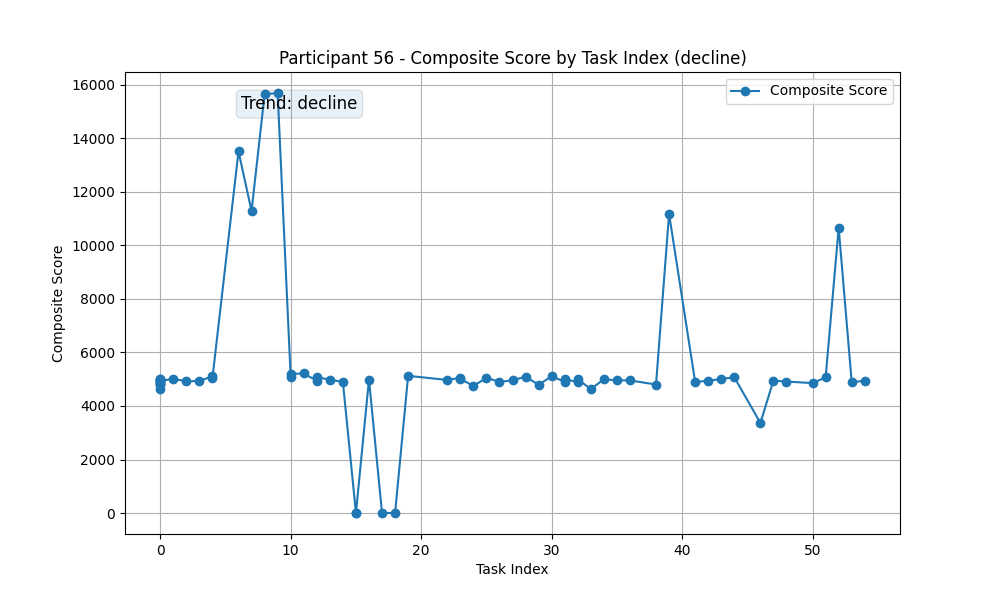 Participant 56 - Composite Score by Task Index (decline)
16000
14000
12000
10000
8000
6000
4000
2000
0
Composite Score
Trend: decline
Composite Score
0 10 20 30 40 50
Task Index